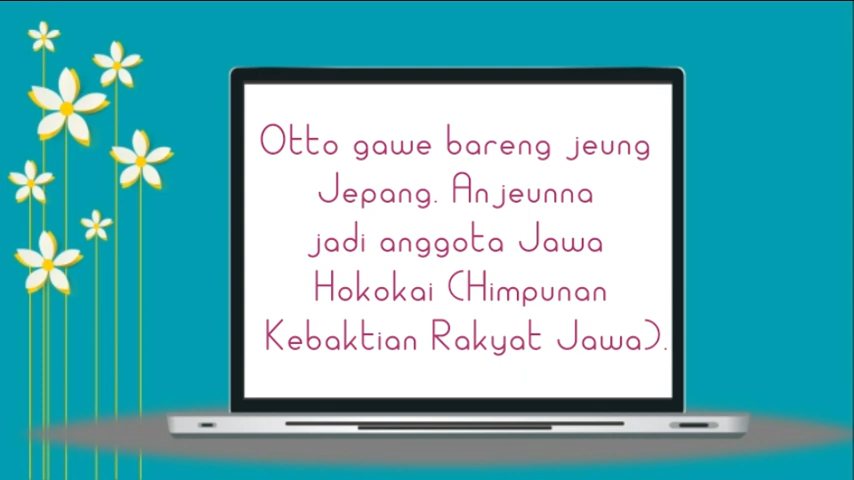 Otto gawe bareng jeung
Jepang. Anjeunna
jadi anggota Jawa
Hokokai (Himpunan
Kebaktian Rakyat Jawa).